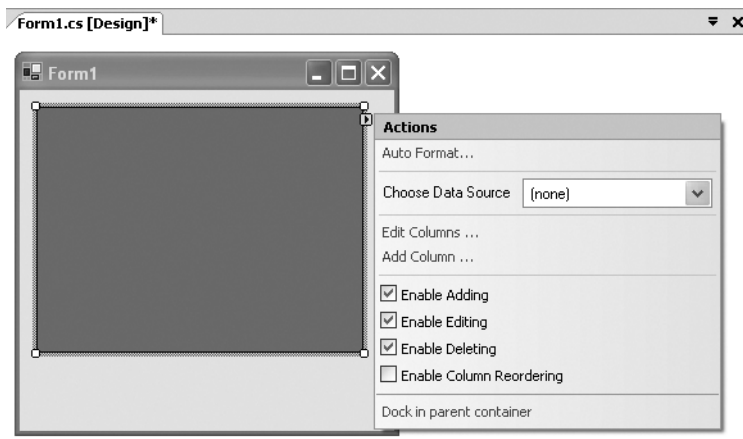 Form1.cs [Design]*
Form1
Actions
Auto Format...
Choose Data Source (none)
Edit Columns ...
Add Column ...
Enable Adding
Enable Editing
Enable Deleting
Enable Column Reordering
Dock in parent container